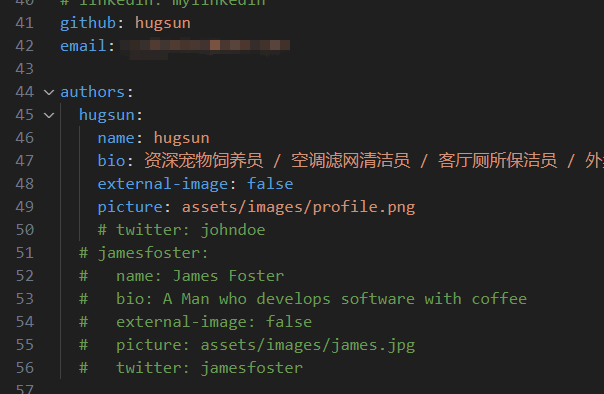 40 # linkedin: mylinkedin
41 github: hugsun
42 email:
43
44 authors:
45 hugsun:
46 name: hugsun
47 bio: 资深宠物饲养员 / 空调滤网清洁员 / 客厅厕所保洁员 / 外
48 external-image: false
49 picture: assets/images/profile.png
50 # twitter: johndoe
51 # jamesfoster:
52 # name: James Foster
53 # bio: A Man who develops software with coffee
54 # external-image: false
55 # picture: assets/images/james.jpg
56 # twitter: jamesfoster
57